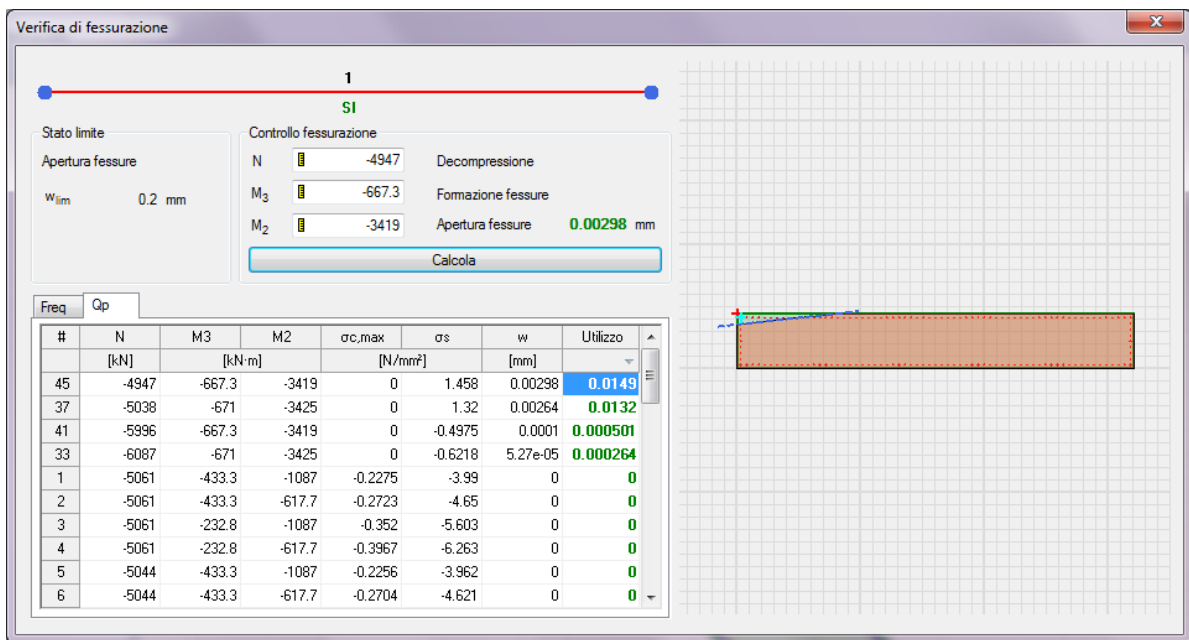 Verifica di fessurazione
1
SI
Stato limite
Apertura fessure
wlim 0.2 mm
Controllo fessurazione
N -4947 Decompressione
M3 -667.3 Formazione fessure
M2 -3419 Apertura fessure 0.00298 mm
Calcola
Freq Qp
# N M3 M2 σc,max σs w Utilizzo
[kN] [kN·m] [N/mm²] [mm]
45 -4947 -667.3 -3419 0 1.458 0.00298 0.0149
37 -5038 -671 -3425 0 1.32 0.00264 0.0132
41 -5996 -667.3 -3419 0 -0.4975 0.0001 0.000501
33 -6087 -671 -3425 0 -0.6218 5.27e-05 0.000264
1 -5061 -433.3 -1087 -0.2275 -3.99 0 0
2 -5061 -433.3 -617.7 -0.2723 -4.65 0 0
3 -5061 -232.8 -1087 -0.352 -5.603 0 0
4 -5061 -232.8 -617.7 -0.3967 -6.263 0 0
5 -5044 -433.3 -1087 -0.2256 -3.962 0 0
6 -5044 -433.3 -617.7 -0.2704 -4.621 0 0